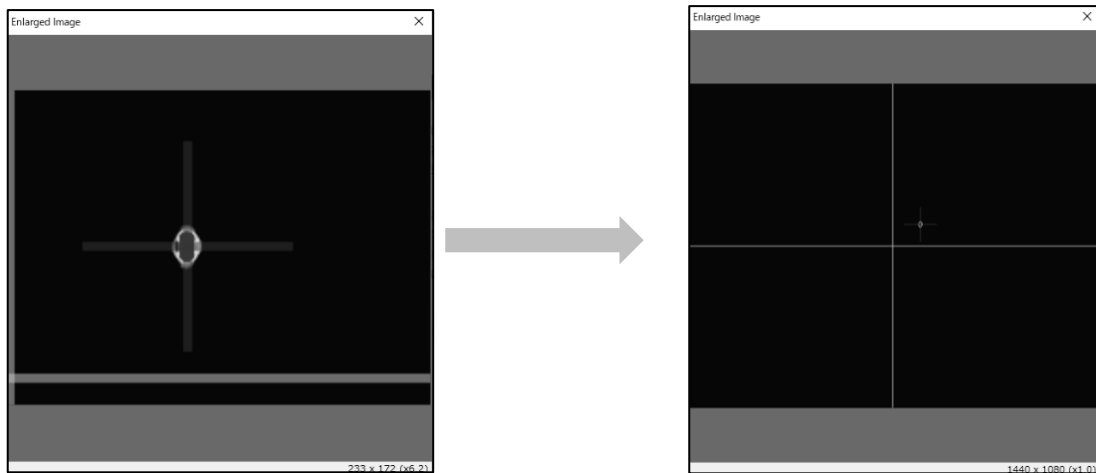 Enlarged Image
233 x 172 (x6.2)
Enlarged Image
1440 x 1080 (x1.0)